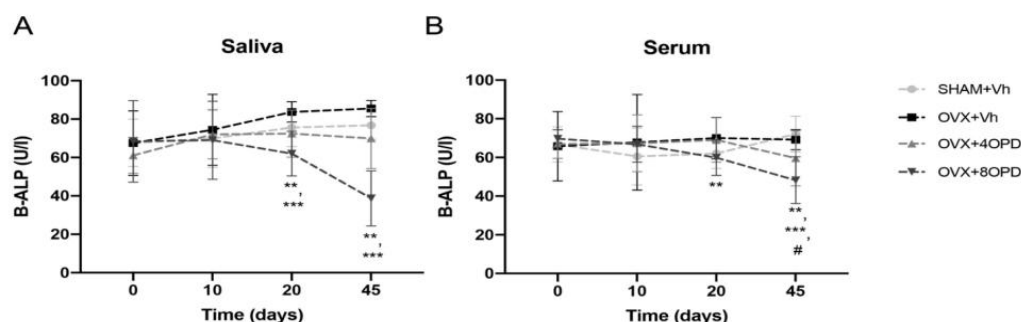 A
Saliva
B-ALP (U/l)
100
80
60
40
20
0
**,
***
**,
***
0 10 20 45
Time (days)
B
Serum
B-ALP (U/l)
100
80
60
40
20
0
**
**,
***,
#
0 10 20 45
Time (days)
SHAM+Vh
OVX+Vh
OVX+4OPD
OVX+8OPD